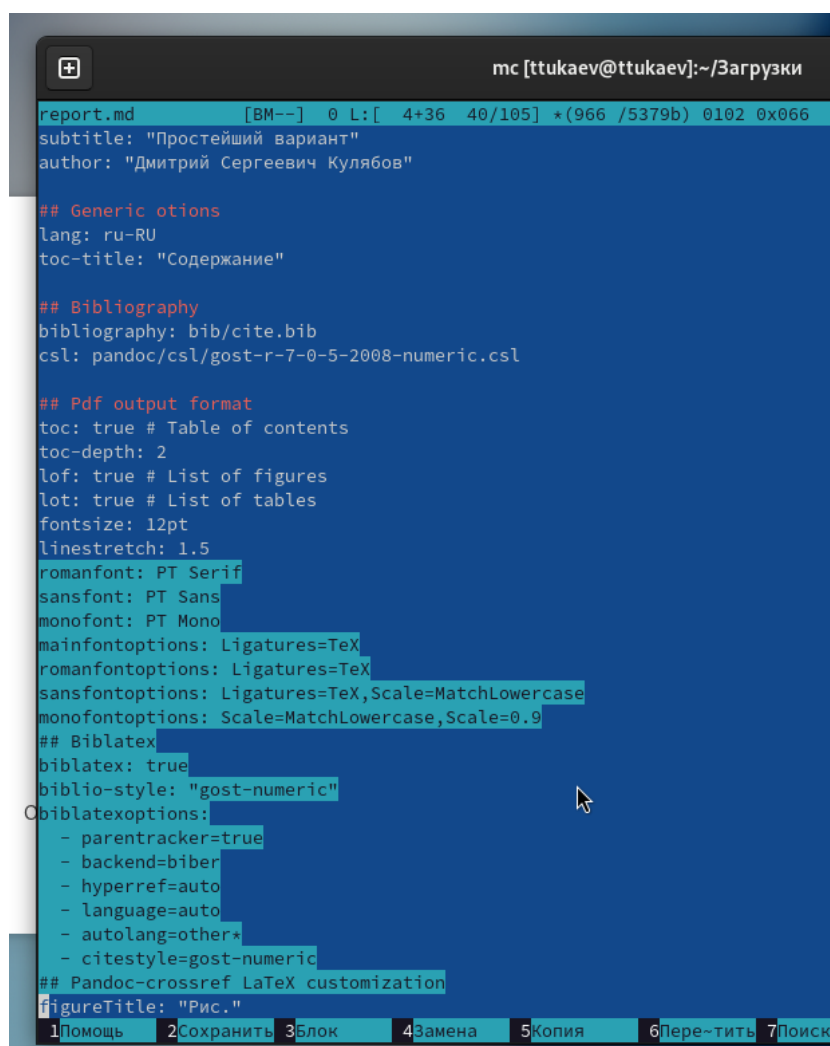 mc [ttukaev@ttukaev]:~/Загрузки
report.md [BM--] 0 L:[ 4+36 40/105] *(966 /5379b) 0102 0x066
subtitle: "Простейший вариант"
author: "Дмитрий Сергеевич Кулябов"
## Generic otions
lang: ru-RU
toc-title: "Содержание"
## Bibliography
bibliography: bib/cite.bib
csl: pandoc/csl/gost-r-7-0-5-2008-numeric.csl
## Pdf output format
toc: true # Table of contents
toc-depth: 2
lof: true # List of figures
lot: true # List of tables
fontsize: 12pt
linestretch: 1.5
romanfont: PT Serif
sansfont: PT Sans
monofont: PT Mono
mainfontoptions: Ligatures=TeX
romanfontoptions: Ligatures=TeX
sansfontoptions: Ligatures=TeX,Scale=MatchLowercase
monofontoptions: Scale=MatchLowercase,Scale=0.9
## Biblatex
biblatex: true
biblio-style: "gost-numeric"
biblatexoptions:
  - parentracker=true
  - backend=biber
  - hyperref=auto
  - language=auto
  - autolang=other*
  - citestyle=gost-numeric
## Pandoc-crossref LaTeX customization
figureTitle: "Рис."
1Помощь 2Сохранить 3Блок 4Замена 5Копия 6Пере~тить 7Поиск